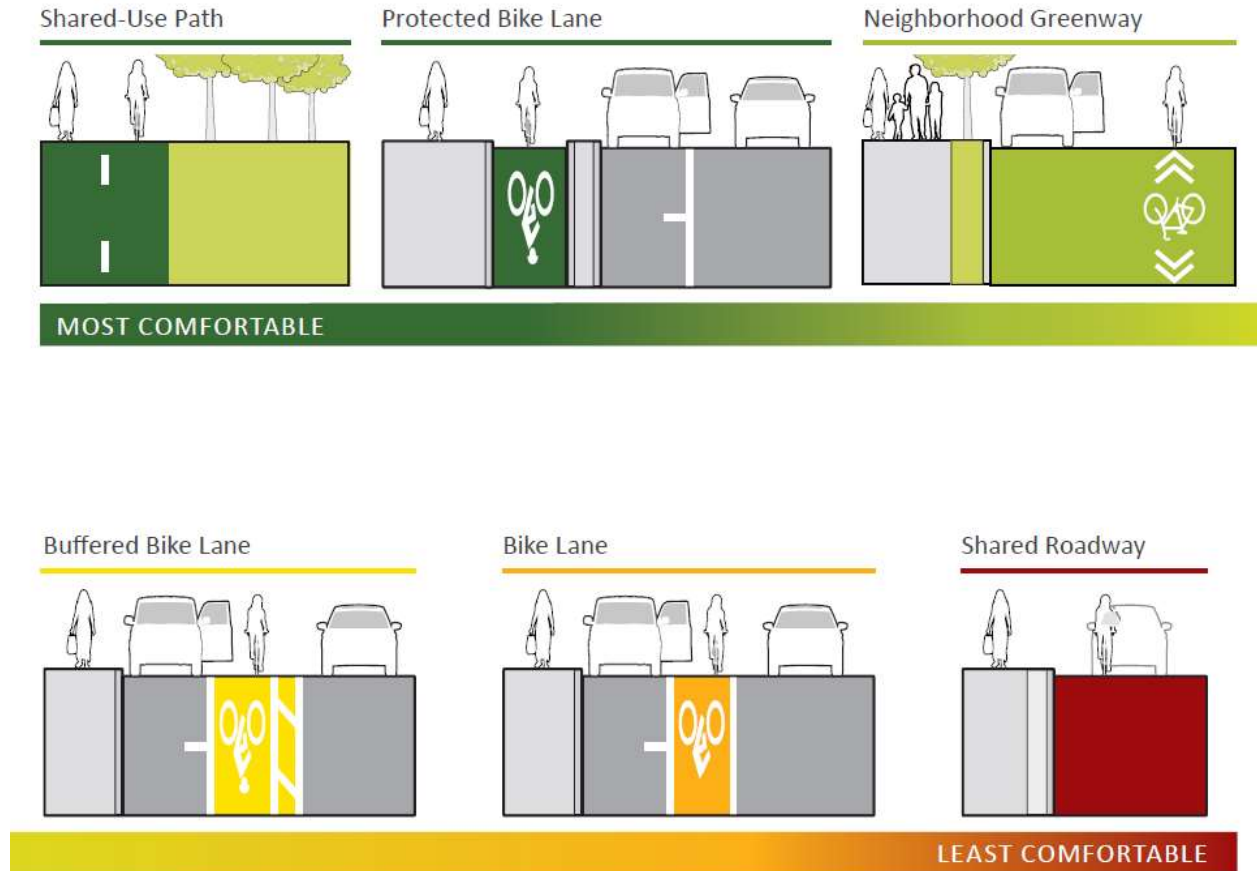 Shared-Use Path
Protected Bike Lane
Neighborhood Greenway
MOST COMFORTABLE
Buffered Bike Lane
Bike Lane
Shared Roadway
LEAST COMFORTABLE